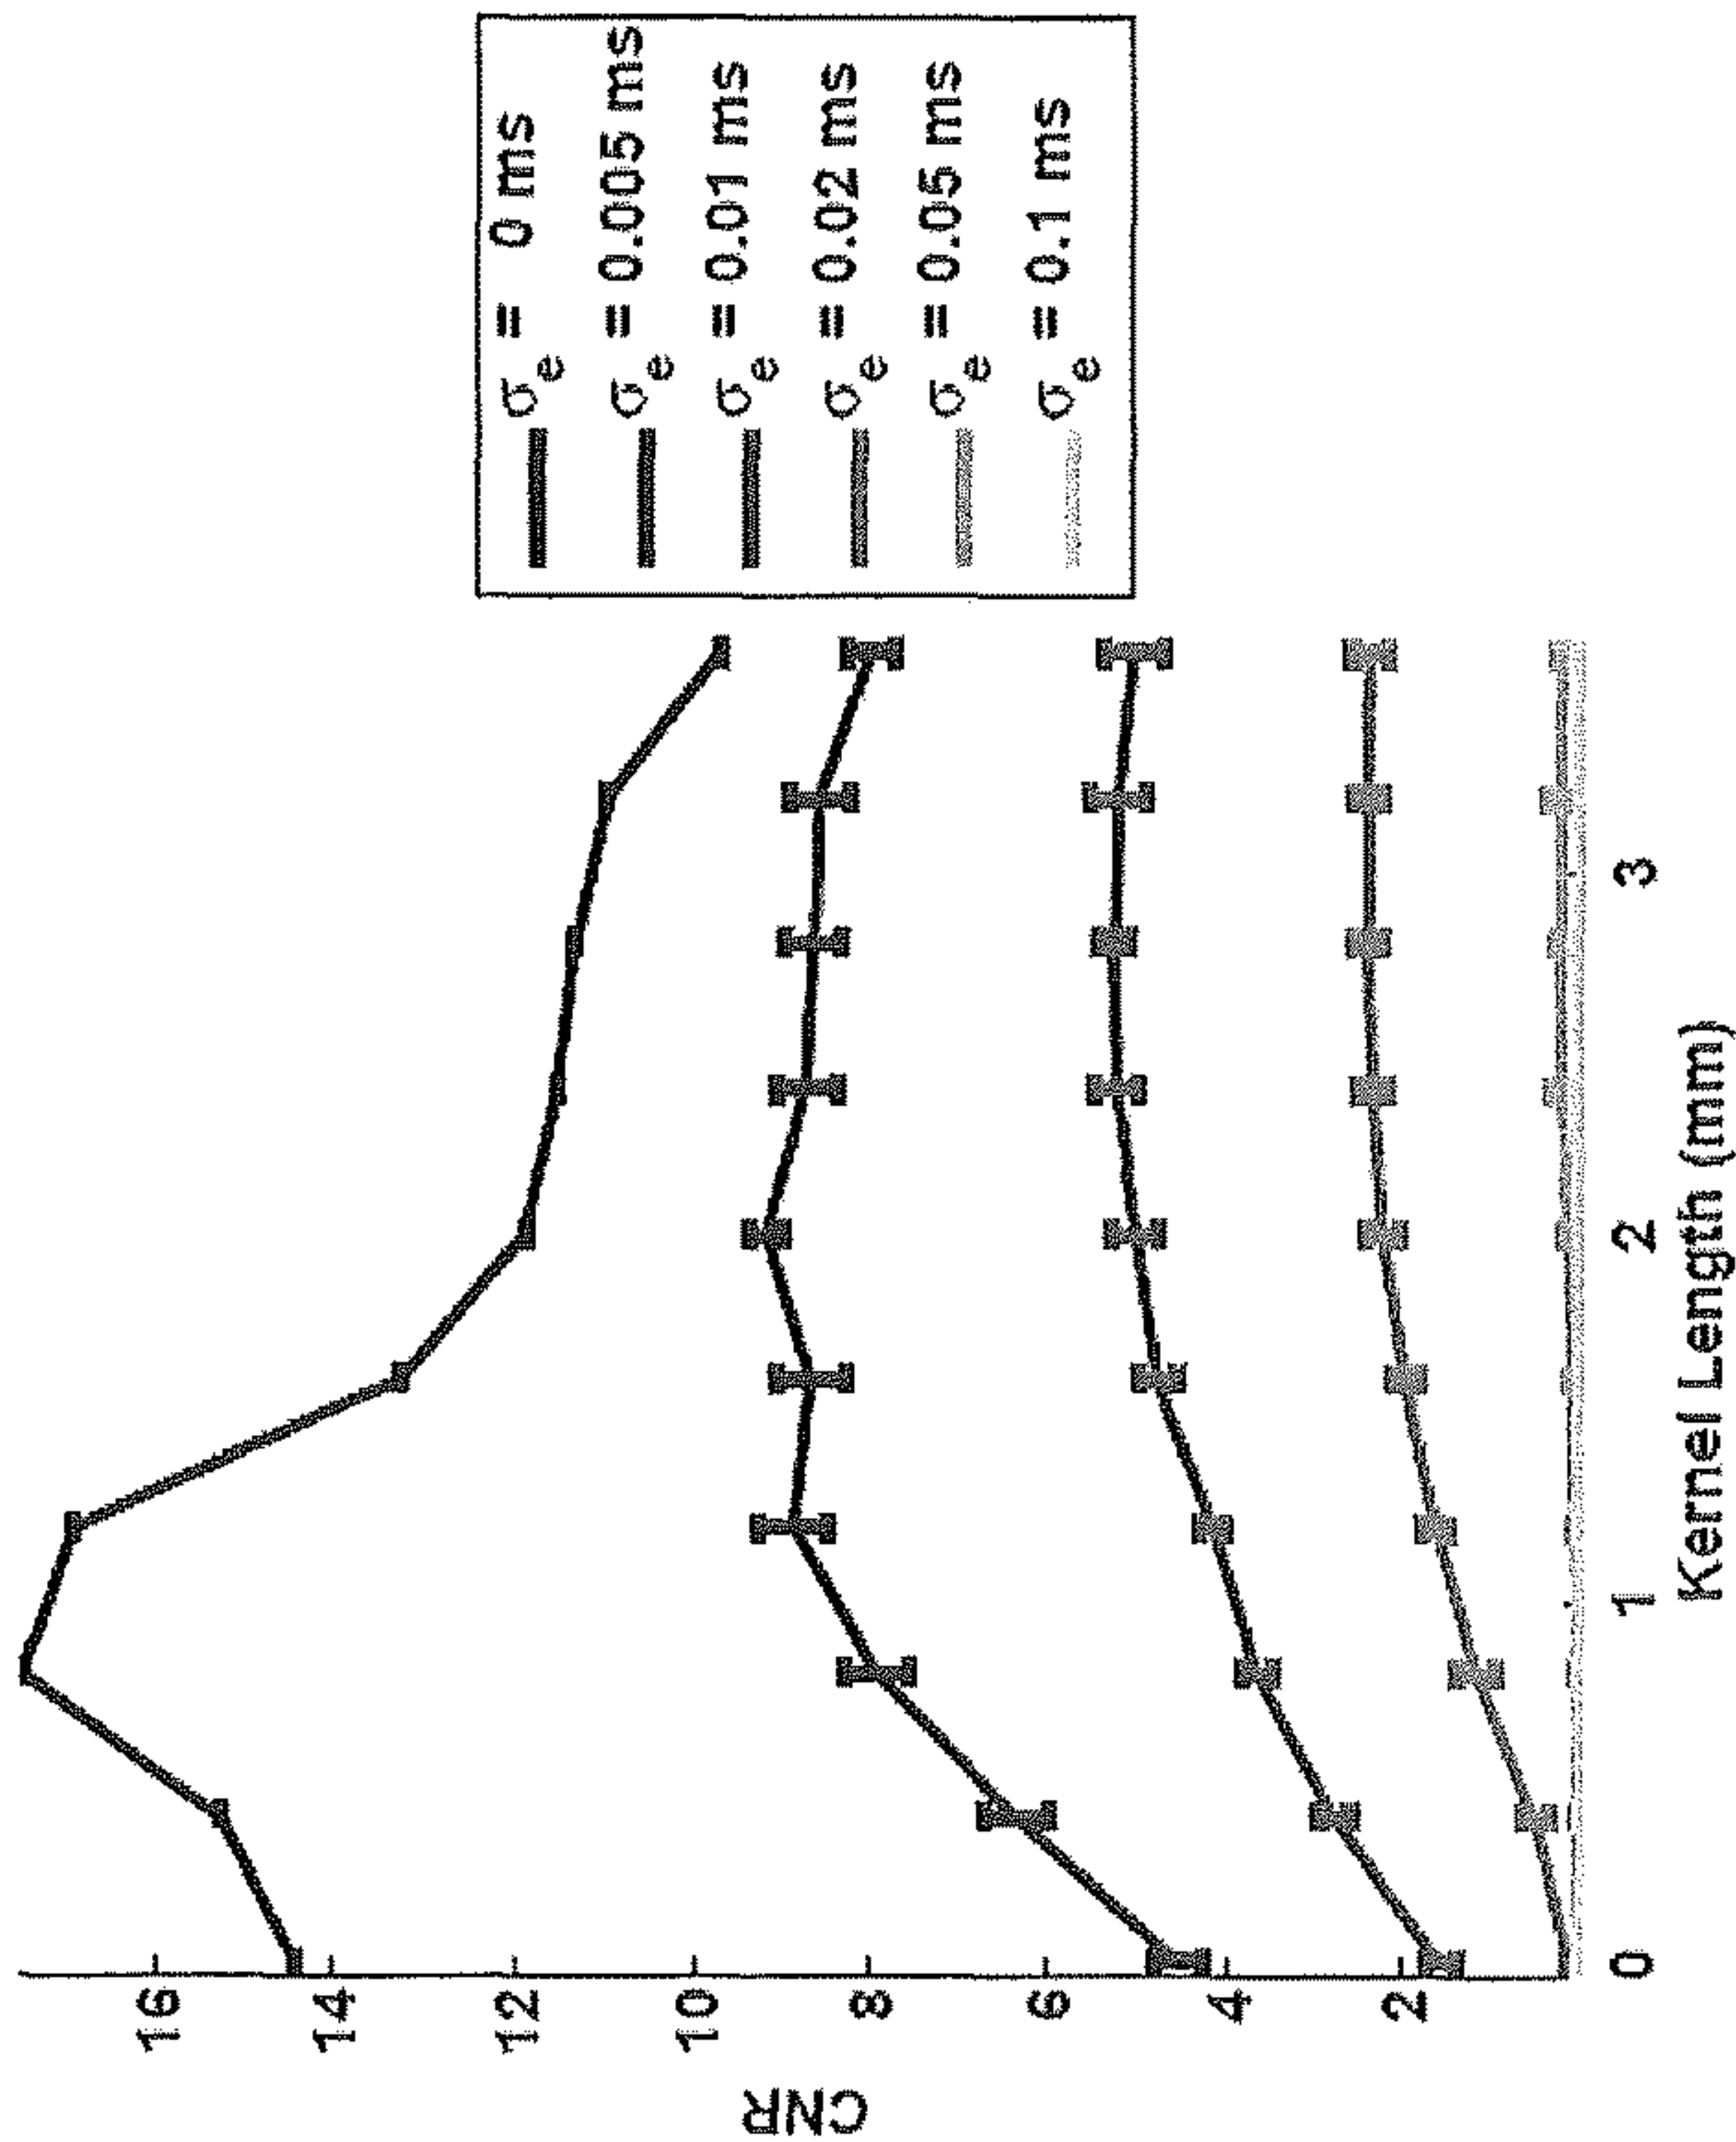 CNR
16
14
12
10
8
6
4
2
0
1
2
3
Kernel Length (mm)
σe = 0 ms
σe = 0.005 ms
σe = 0.01 ms
σe = 0.02 ms
σe = 0.05 ms
σe = 0.1 ms